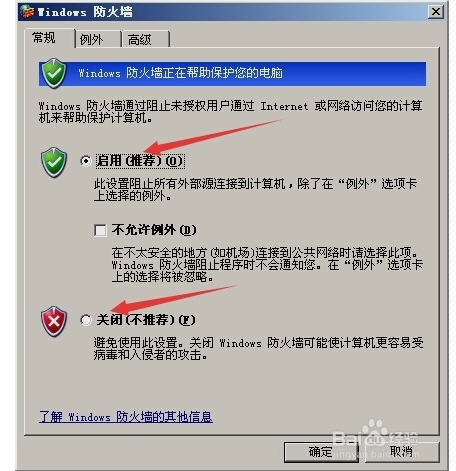 Windows 防火墙
常规 例外 高级
Windows 防火墙正在帮助保护您的电脑
Windows 防火墙通过阻止未授权用户通过 Internet 或网络访问您的计算
机来帮助保护计算机。
启用(推荐)(O)
此设置阻止所有外部源连接到计算机，除了在“例外”选项卡
上选择的例外。
不允许例外(D)
在不太安全的地方(如机场)连接到公共网络时请选择此项。
Windows 防火墙阻止程序时不会通知您。在“例外”选项卡
上的选择将被忽略。
关闭(不推荐)(F)
避免使用此设置。关闭 Windows 防火墙可能使计算机更容易受
病毒和入侵者的攻击。
了解 Windows 防火墙的其他信息
确定 取消
Baidu 经验